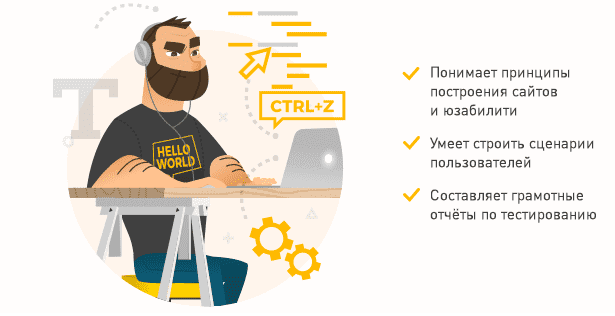 T
CTRL+Z
HELLO
WORLD
Понимает принципы
построения сайтов
и юзабилити
Умеет строить сценарии
пользователей
Составляет грамотные
отчёты по тестированию